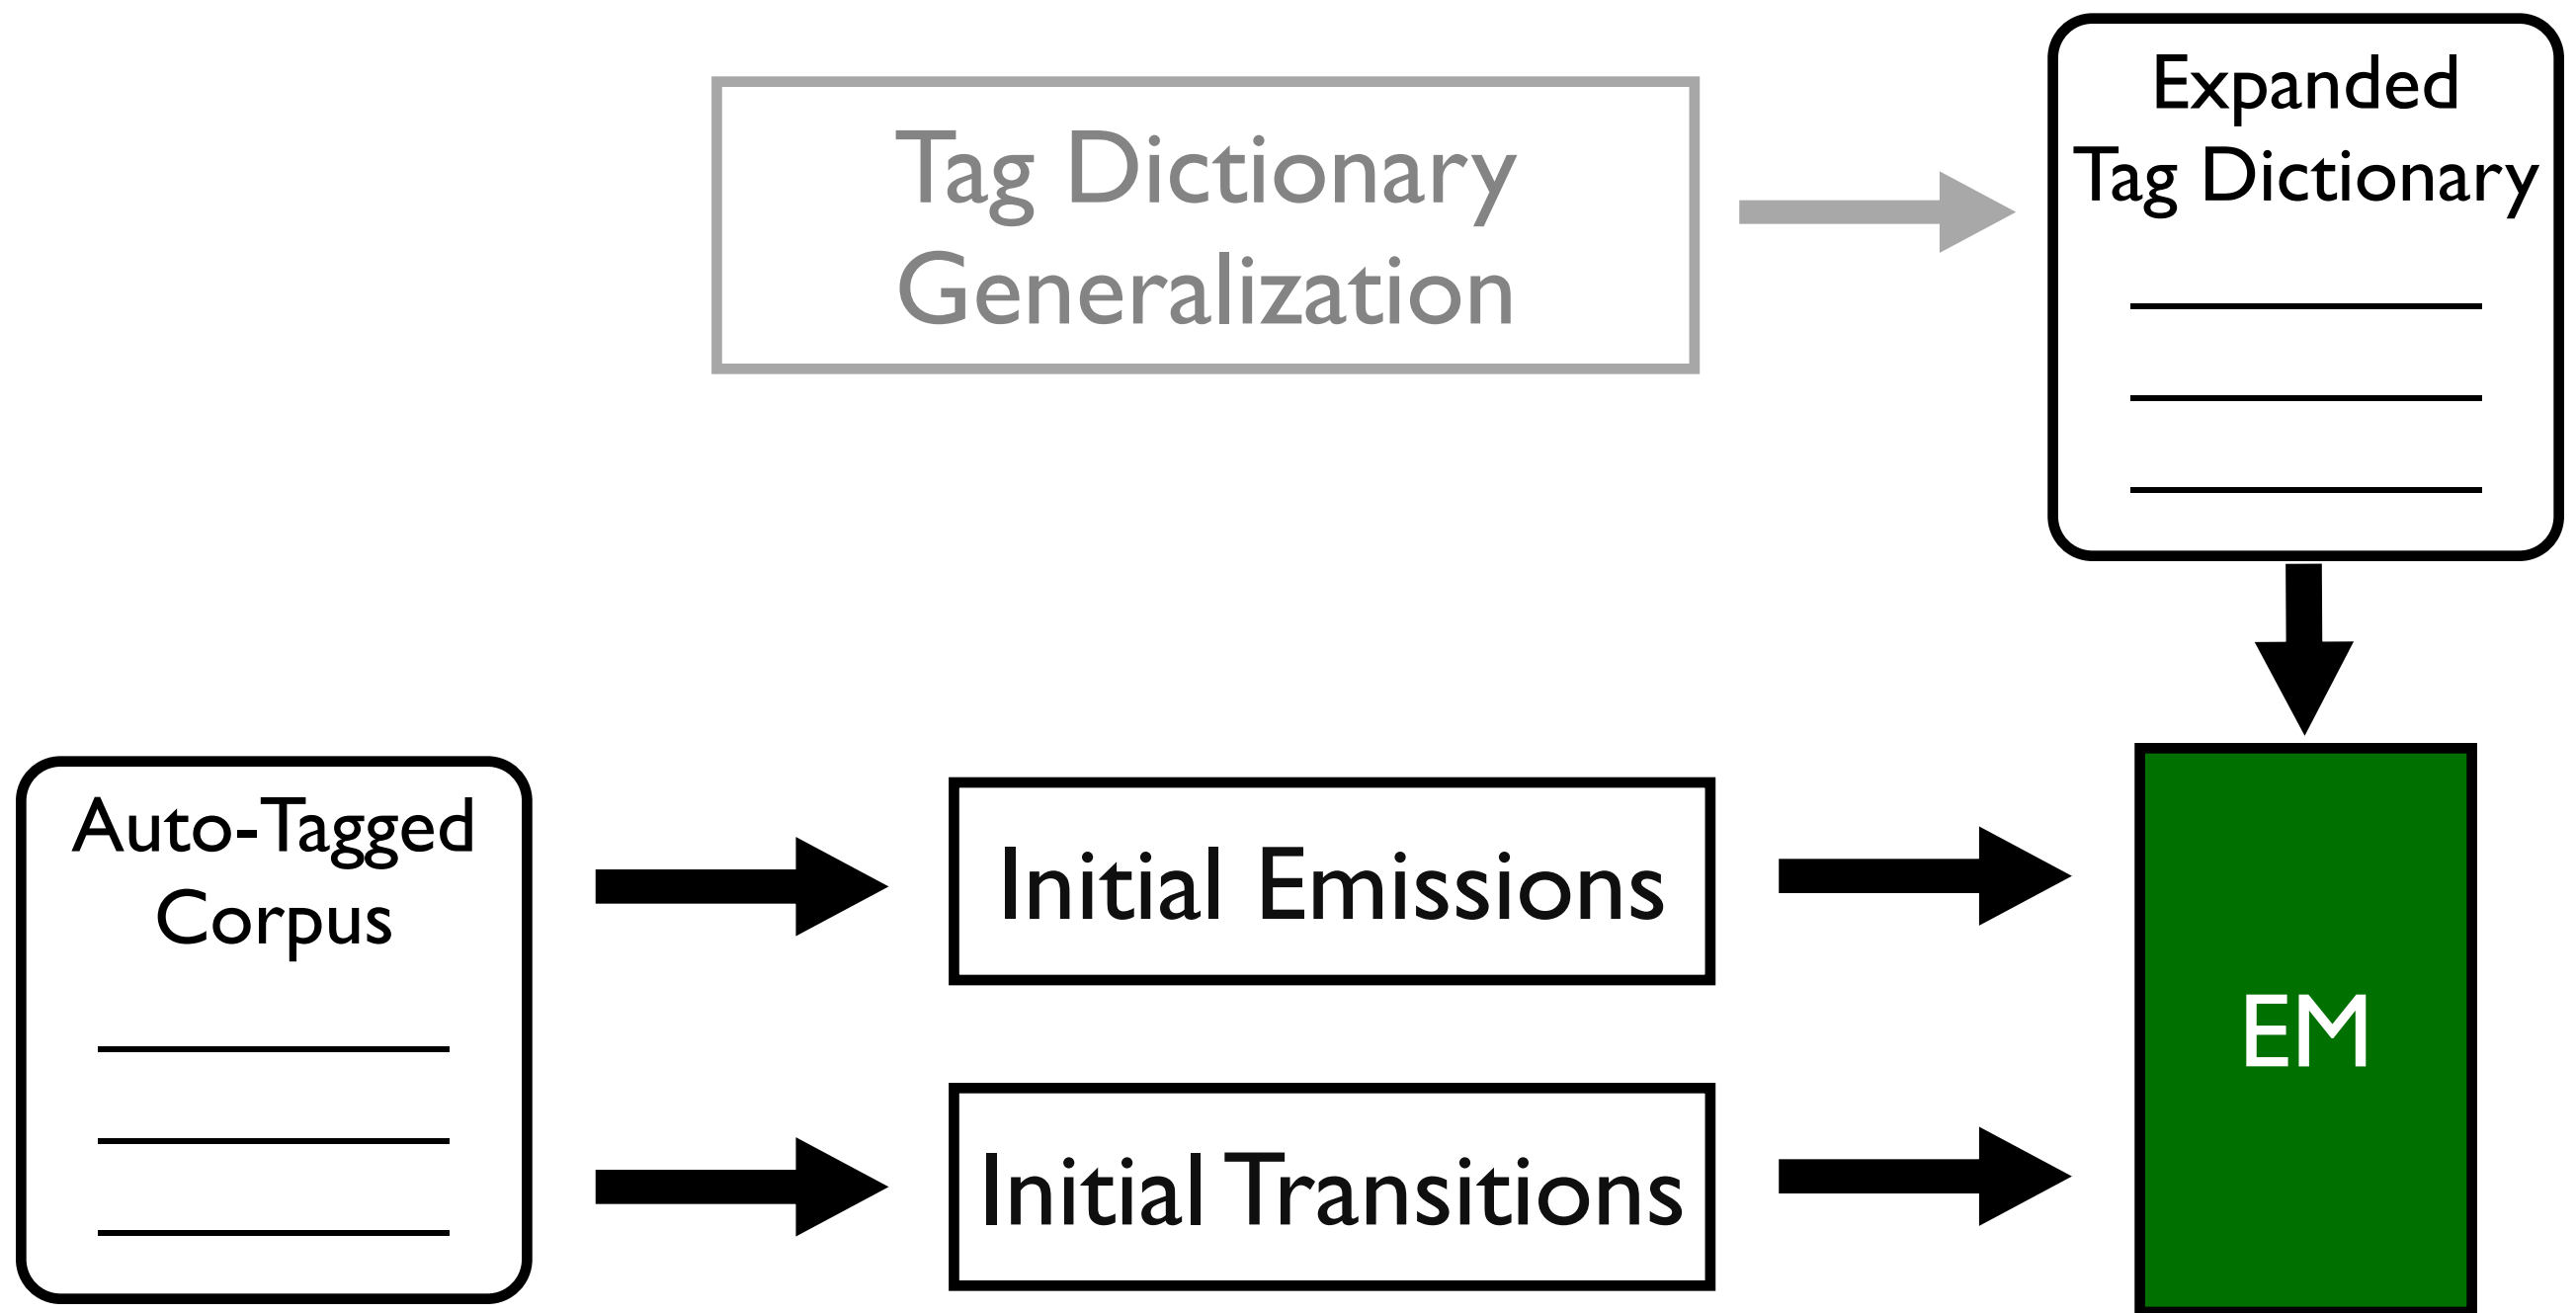 Tag Dictionary
Generalization
Expanded
Tag Dictionary
Auto-Tagged
Corpus
Initial Emissions
Initial Transitions
EM